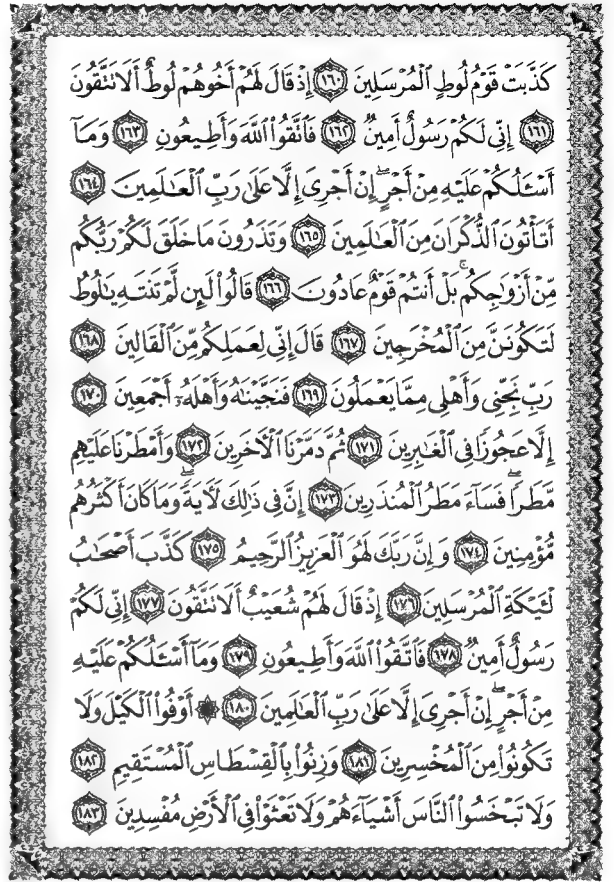 كَذَّبَتْ قَوْمُ لُوطٍ ٱلْمُرْسَلِينَ ١٦٠ إِذْ قَالَ لَهُمْ أَخُوهُمْ لُوطٌ أَلَا تَتَّقُونَ
١٦١ إِنِّى لَكُمْ رَسُولٌ أَمِينٌ ١٦٢ فَٱتَّقُوا۟ ٱللَّهَ وَأَطِيعُونِ ١٦٣ وَمَآ
أَسْـَٔلُكُمْ عَلَيْهِ مِنْ أَجْرٍ ۖ إِنْ أَجْرِىَ إِلَّا عَلَىٰ رَبِّ ٱلْعَـٰلَمِينَ ١٦٤
أَتَأْتُونَ ٱلذُّكْرَانَ مِنَ ٱلْعَـٰلَمِينَ ١٦٥ وَتَذَرُونَ مَا خَلَقَ لَكُمْ رَبُّكُم
مِّنْ أَزْوَٰجِكُم ۚ بَلْ أَنتُمْ قَوْمٌ عَادُونَ ١٦٦ قَالُوا۟ لَئِن لَّمْ تَنتَهِ يَـٰلُوطُ
لَتَكُونَنَّ مِنَ ٱلْمُخْرَجِينَ ١٦٧ قَالَ إِنِّى لِعَمَلِكُم مِّنَ ٱلْقَالِينَ ١٦٨
رَبِّ نَجِّنِى وَأَهْلِى مِمَّا يَعْمَلُونَ ١٦٩ فَنَجَّيْنَـٰهُ وَأَهْلَهُۥٓ أَجْمَعِينَ ١٧٠
إِلَّا عَجُوزًا فِى ٱلْغَـٰبِرِينَ ١٧١ ثُمَّ دَمَّرْنَا ٱلْـَٔاخَرِينَ ١٧٢ وَأَمْطَرْنَا عَلَيْهِم
مَّطَرًا ۖ فَسَآءَ مَطَرُ ٱلْمُنذَرِينَ ١٧٣ إِنَّ فِى ذَٰلِكَ لَـَٔايَةً ۖ وَمَا كَانَ أَكْثَرُهُم
مُّؤْمِنِينَ ١٧٤ وَإِنَّ رَبَّكَ لَهُوَ ٱلْعَزِيزُ ٱلرَّحِيمُ ١٧٥ كَذَّبَ أَصْحَـٰبُ
لْـَٔيْكَةِ ٱلْمُرْسَلِينَ ١٧٦ إِذْ قَالَ لَهُمْ شُعَيْبٌ أَلَا تَتَّقُونَ ١٧٧ إِنِّى لَكُمْ
رَسُولٌ أَمِينٌ ١٧٨ فَٱتَّقُوا۟ ٱللَّهَ وَأَطِيعُونِ ١٧٩ وَمَآ أَسْـَٔلُكُمْ عَلَيْهِ
مِنْ أَجْرٍ ۖ إِنْ أَجْرِىَ إِلَّا عَلَىٰ رَبِّ ٱلْعَـٰلَمِينَ ١٨٠ ۞ أَوْفُوا۟ ٱلْكَيْلَ وَلَا
تَكُونُوا۟ مِنَ ٱلْمُخْسِرِينَ ١٨١ وَزِنُوا۟ بِٱلْقِسْطَاسِ ٱلْمُسْتَقِيمِ ١٨٢
وَلَا تَبْخَسُوا۟ ٱلنَّاسَ أَشْيَآءَهُمْ وَلَا تَعْثَوْا۟ فِى ٱلْأَرْضِ مُفْسِدِينَ ١٨٣